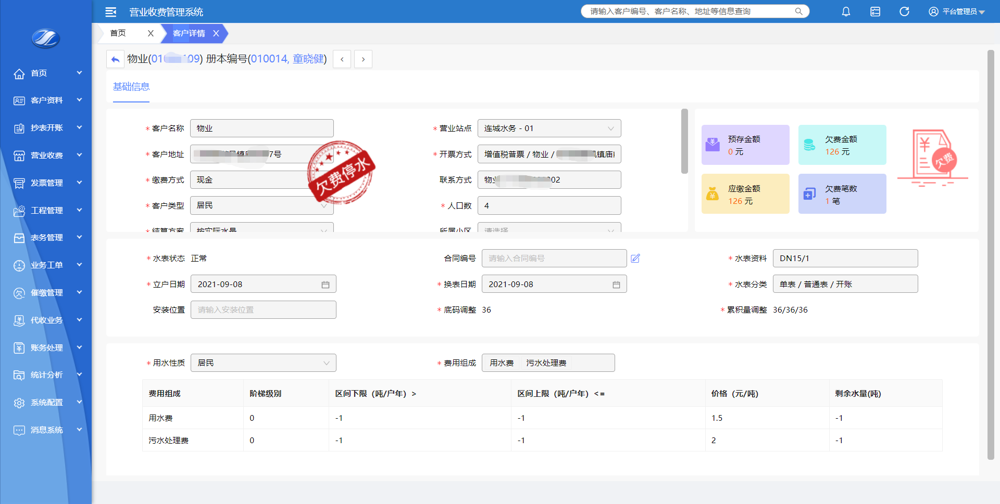 营业收费管理系统
请输入客户编号、客户名称、地址等信息查询
平台管理员
首页 X
客户详情 X
首页
客户资料
抄表开账
营业收费
发票管理
工程管理
表务管理
业务工单
催缴管理
代收业务
账务处理
统计分析
系统配置
消息系统
物业(01 09) 册本编号(010014, 童晓健) < >
基础信息
* 客户名称 物业
* 营业站点 连城水务 - 01
* 客户地址 镇 7号
* 开票方式 增值税普票 / 物业 / 镇庙前
* 缴费方式 现金
联系方式 物业 02
* 客户类型 居民
* 人口数 4
* 结算方案 按实际水量
所属小区 请选择
欠费停水
预存金额
0 元
欠费金额
126 元
应缴金额
126 元
欠费笔数
1 笔
欠费
* 水表状态 正常
合同编号 请输入合同编号
* 水表资料 DN15/1
* 立户日期 2021-09-08
* 换表日期 2021-09-08
* 水表分类 单表 / 普通表 / 开账
安装位置 请输入安装位置
* 底码调整 36
* 累积量调整 36/36/36
* 用水性质 居民
* 费用组成 用水费 污水处理费
费用组成 阶梯级别 区间下限（吨/户年）> 区间上限（吨/户年）<= 价格（元/吨) 剩余水量(吨)
用水费 0 -1 -1 1.5 -1
污水处理费 0 -1 -1 2 -1